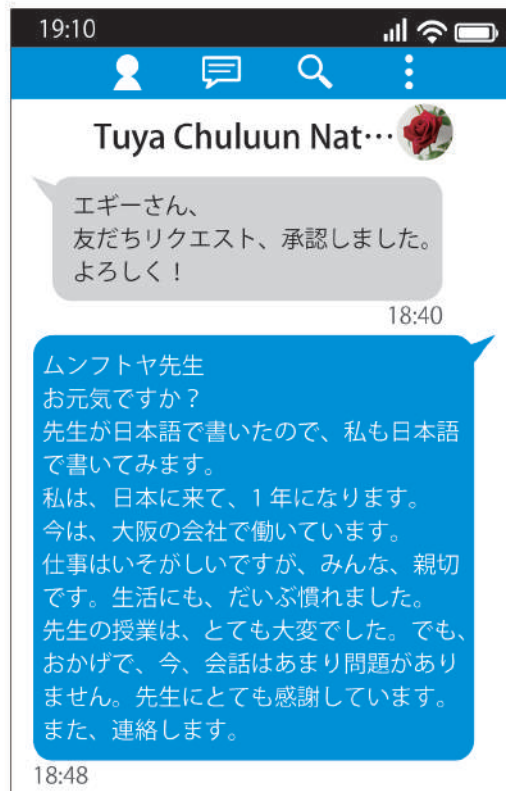 19:10
Tuya Chuluun Nat…
エギーさん、
友だちリクエスト、承認しました。
よろしく！
18:40
ムンフトヤ先生
お元気ですか？
先生が日本語で書いたので、私も日本語
で書いてみます。
私は、日本に来て、1年になります。
今は、大阪の会社で働いています。
仕事はいそがしいですが、みんな、親切
です。生活にも、だいぶ慣れました。
先生の授業は、とても大変でした。でも、
おかげで、今、会話はあまり問題があり
ません。先生にとても感謝しています。
また、連絡します。
18:48